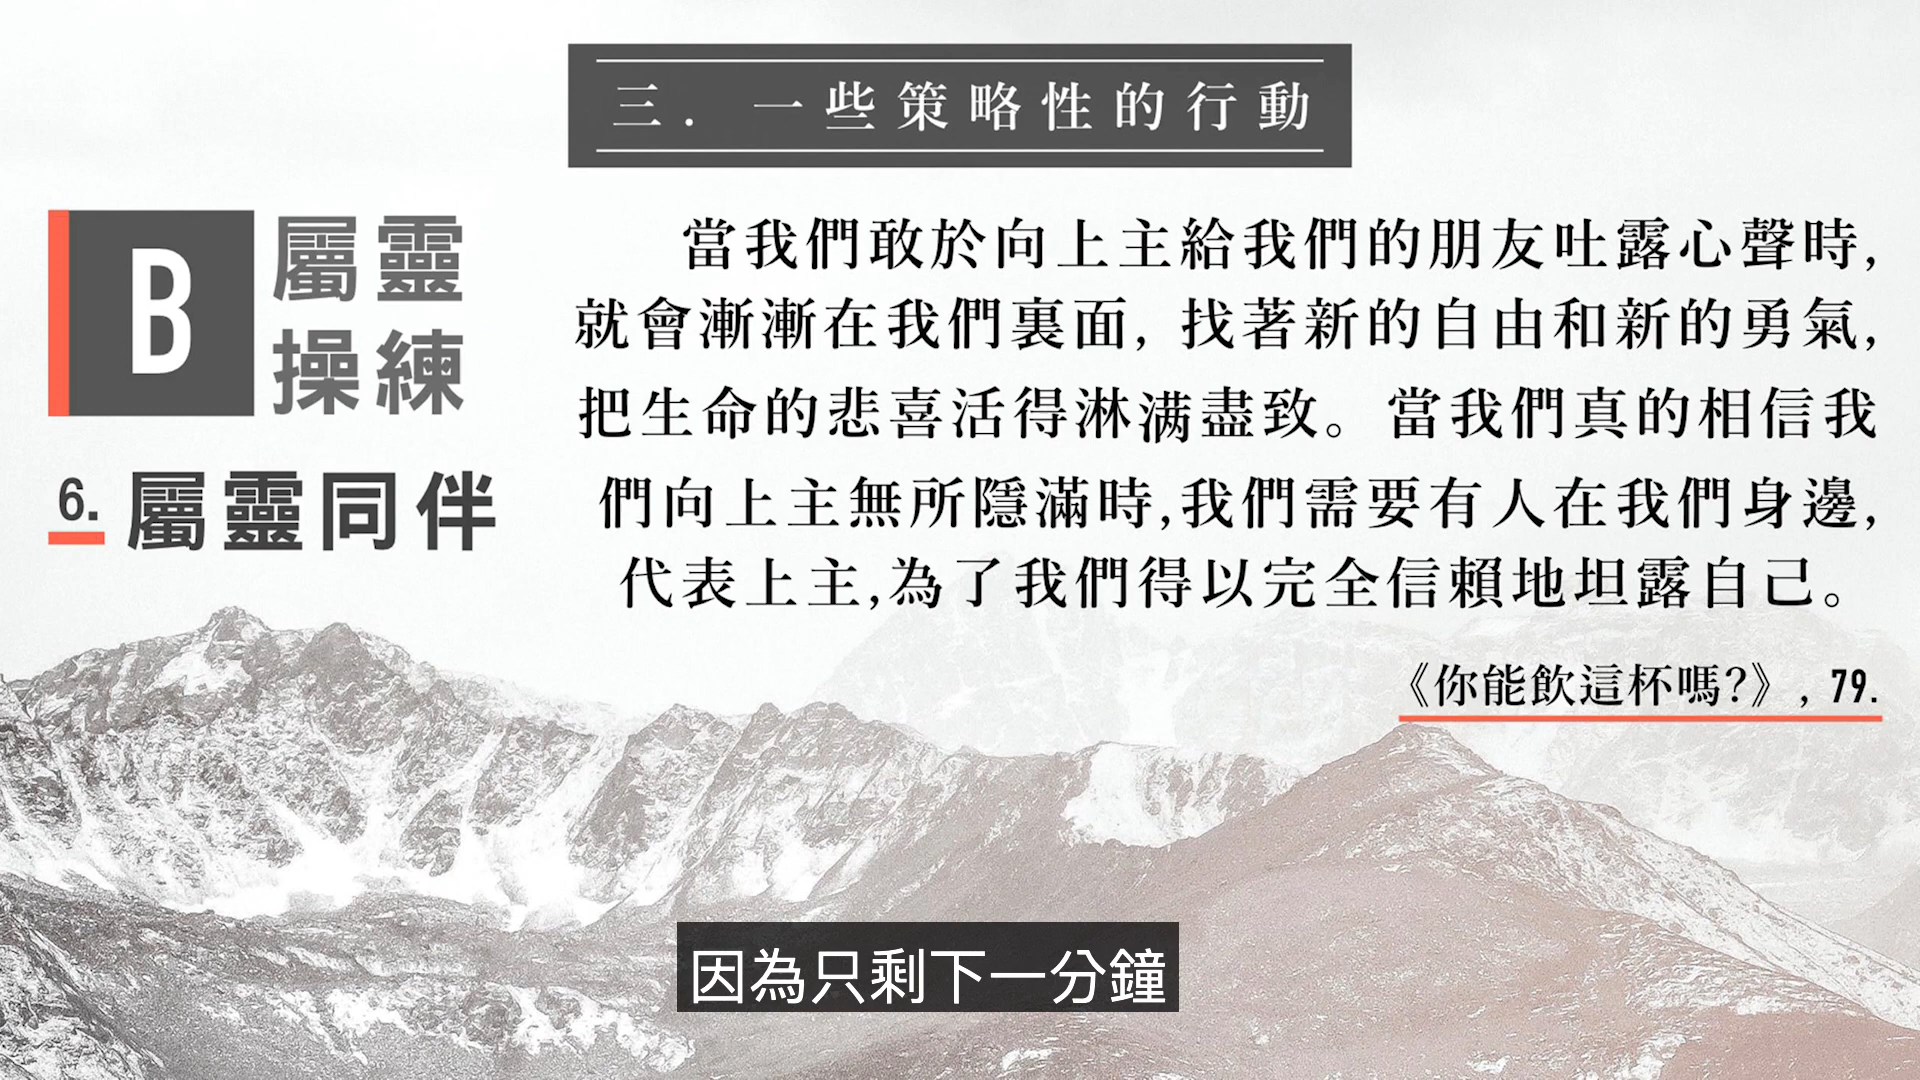 三. 一些策略性的行動
B 屬靈
操練
6. 屬靈同伴
當我們敢於向上主給我們的朋友吐露心聲時,
就會漸漸在我們裏面, 找著新的自由和新的勇氣,
把生命的悲喜活得淋满盡致。當我們真的相信我
們向上主無所隱滿時,我們需要有人在我們身邊,
代表上主,為了我們得以完全信賴地坦露自己。
《你能飲這杯嗎?》, 79.
因為只剩下一分鐘